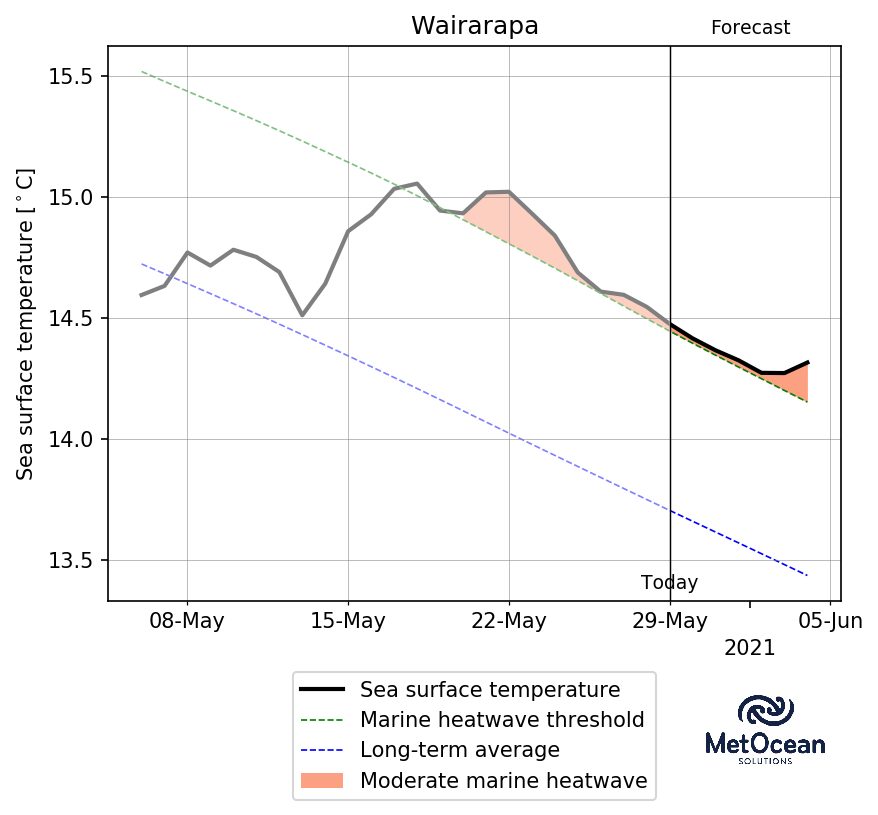 Wairarapa
Forecast
15.5
15.0
14.5
14.0
13.5
Sea surface temperature [°C]
Today
08-May
15-May
22-May
29-May
05-Jun
2021
Sea surface temperature
Marine heatwave threshold
Long-term average
Moderate marine heatwave
MetOcean
SOLUTIONS